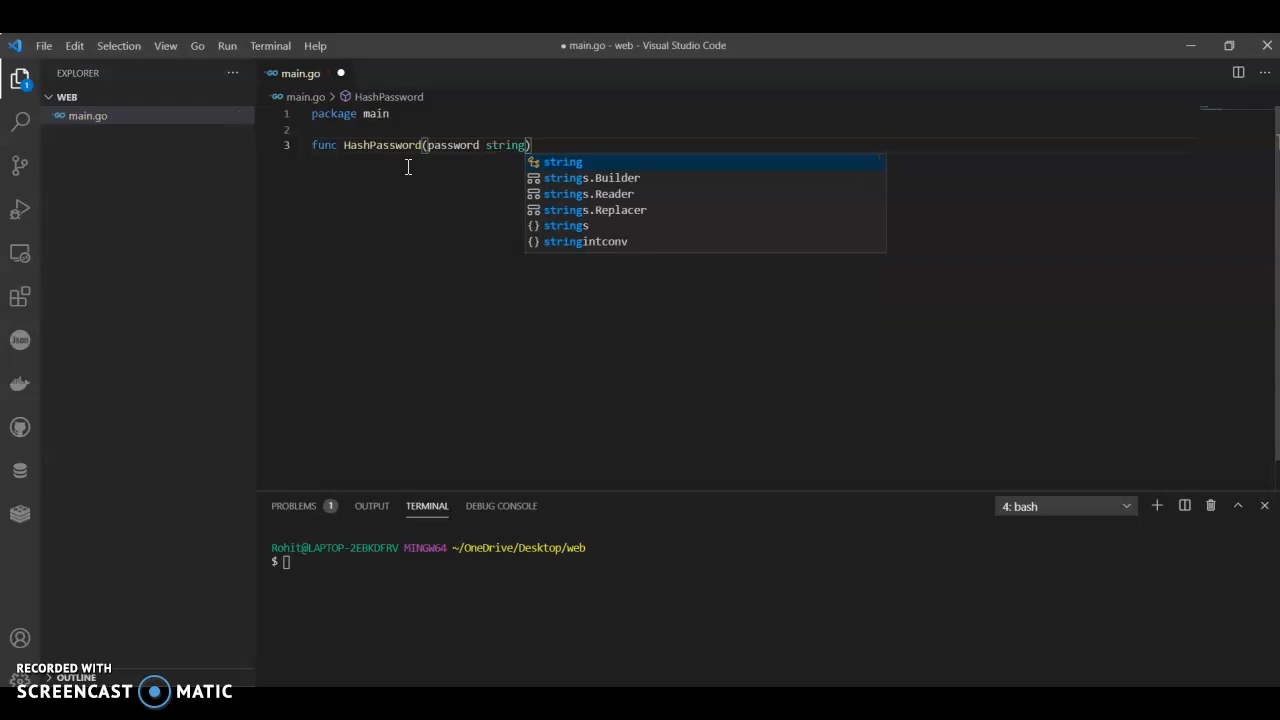 File Edit Selection View Go Run Terminal Help
● main.go - web - Visual Studio Code
EXPLORER
main.go
WEB
main.go
main.go > HashPassword
1 package main
2
3 func HashPassword(password string)
string
strings.Builder
strings.Reader
strings.Replacer
{} strings
{} stringintconv
1
Json
PROBLEMS 1 OUTPUT TERMINAL DEBUG CONSOLE
4: bash
Rohit@LAPTOP-2EBKDFRV MINGW64 ~/OneDrive/Desktop/web
$
RECORDED WITH
OUTLINE
SCREENCAST MATIC